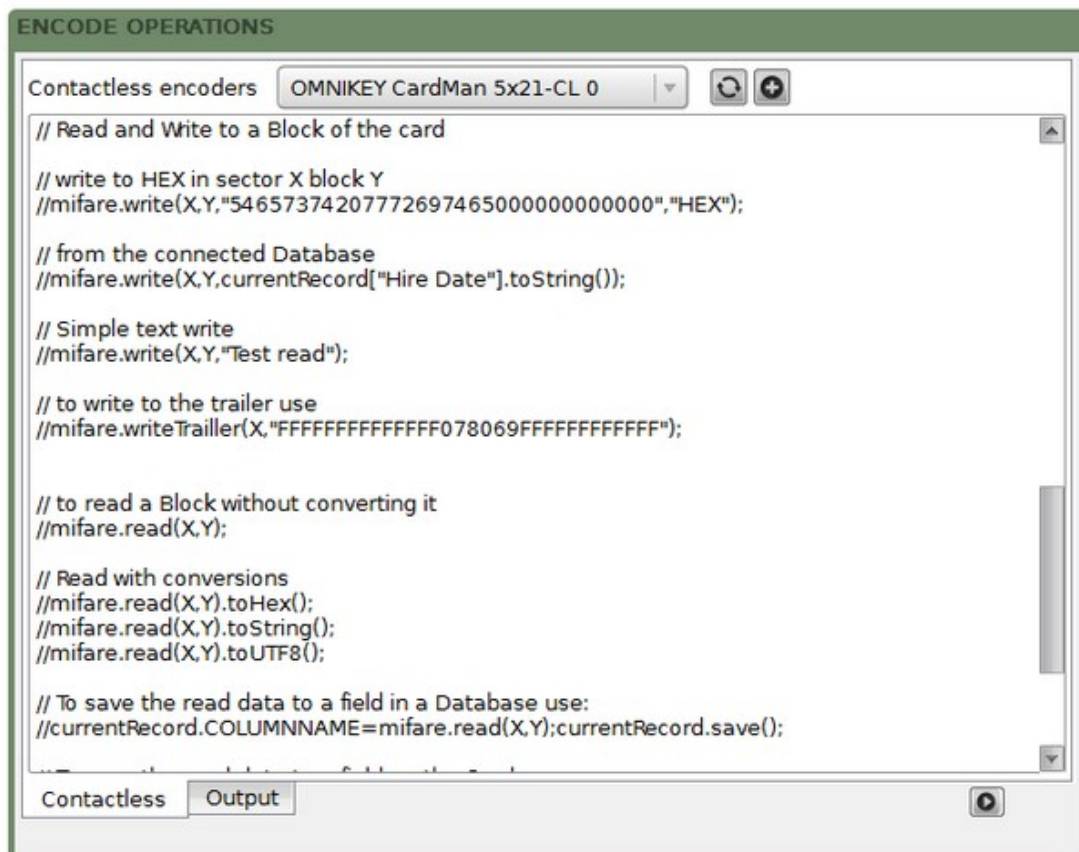 ENCODE OPERATIONS
Contactless encoders OMNIKEY CardMan 5x21-CL 0
// Read and Write to a Block of the card
// write to HEX in sector X block Y
//mifare.write(X,Y,"54657374207772697465000000000000","HEX");
// from the connected Database
//mifare.write(X,Y,currentRecord["Hire Date"].toString());
// Simple text write
//mifare.write(X,Y,"Test read");
// to write to the trailer use
//mifare.writeTrailler(X,"FFFFFFFFFFFFFF078069FFFFFFFFFFFF");
// to read a Block without converting it
//mifare.read(X,Y);
// Read with conversions
//mifare.read(X,Y).toHex();
//mifare.read(X,Y).toString();
//mifare.read(X,Y).toUTF8();
// To save the read data to a field in a Database use:
//currentRecord.COLUMNNAME=mifare.read(X,Y);currentRecord.save();
Contactless Output